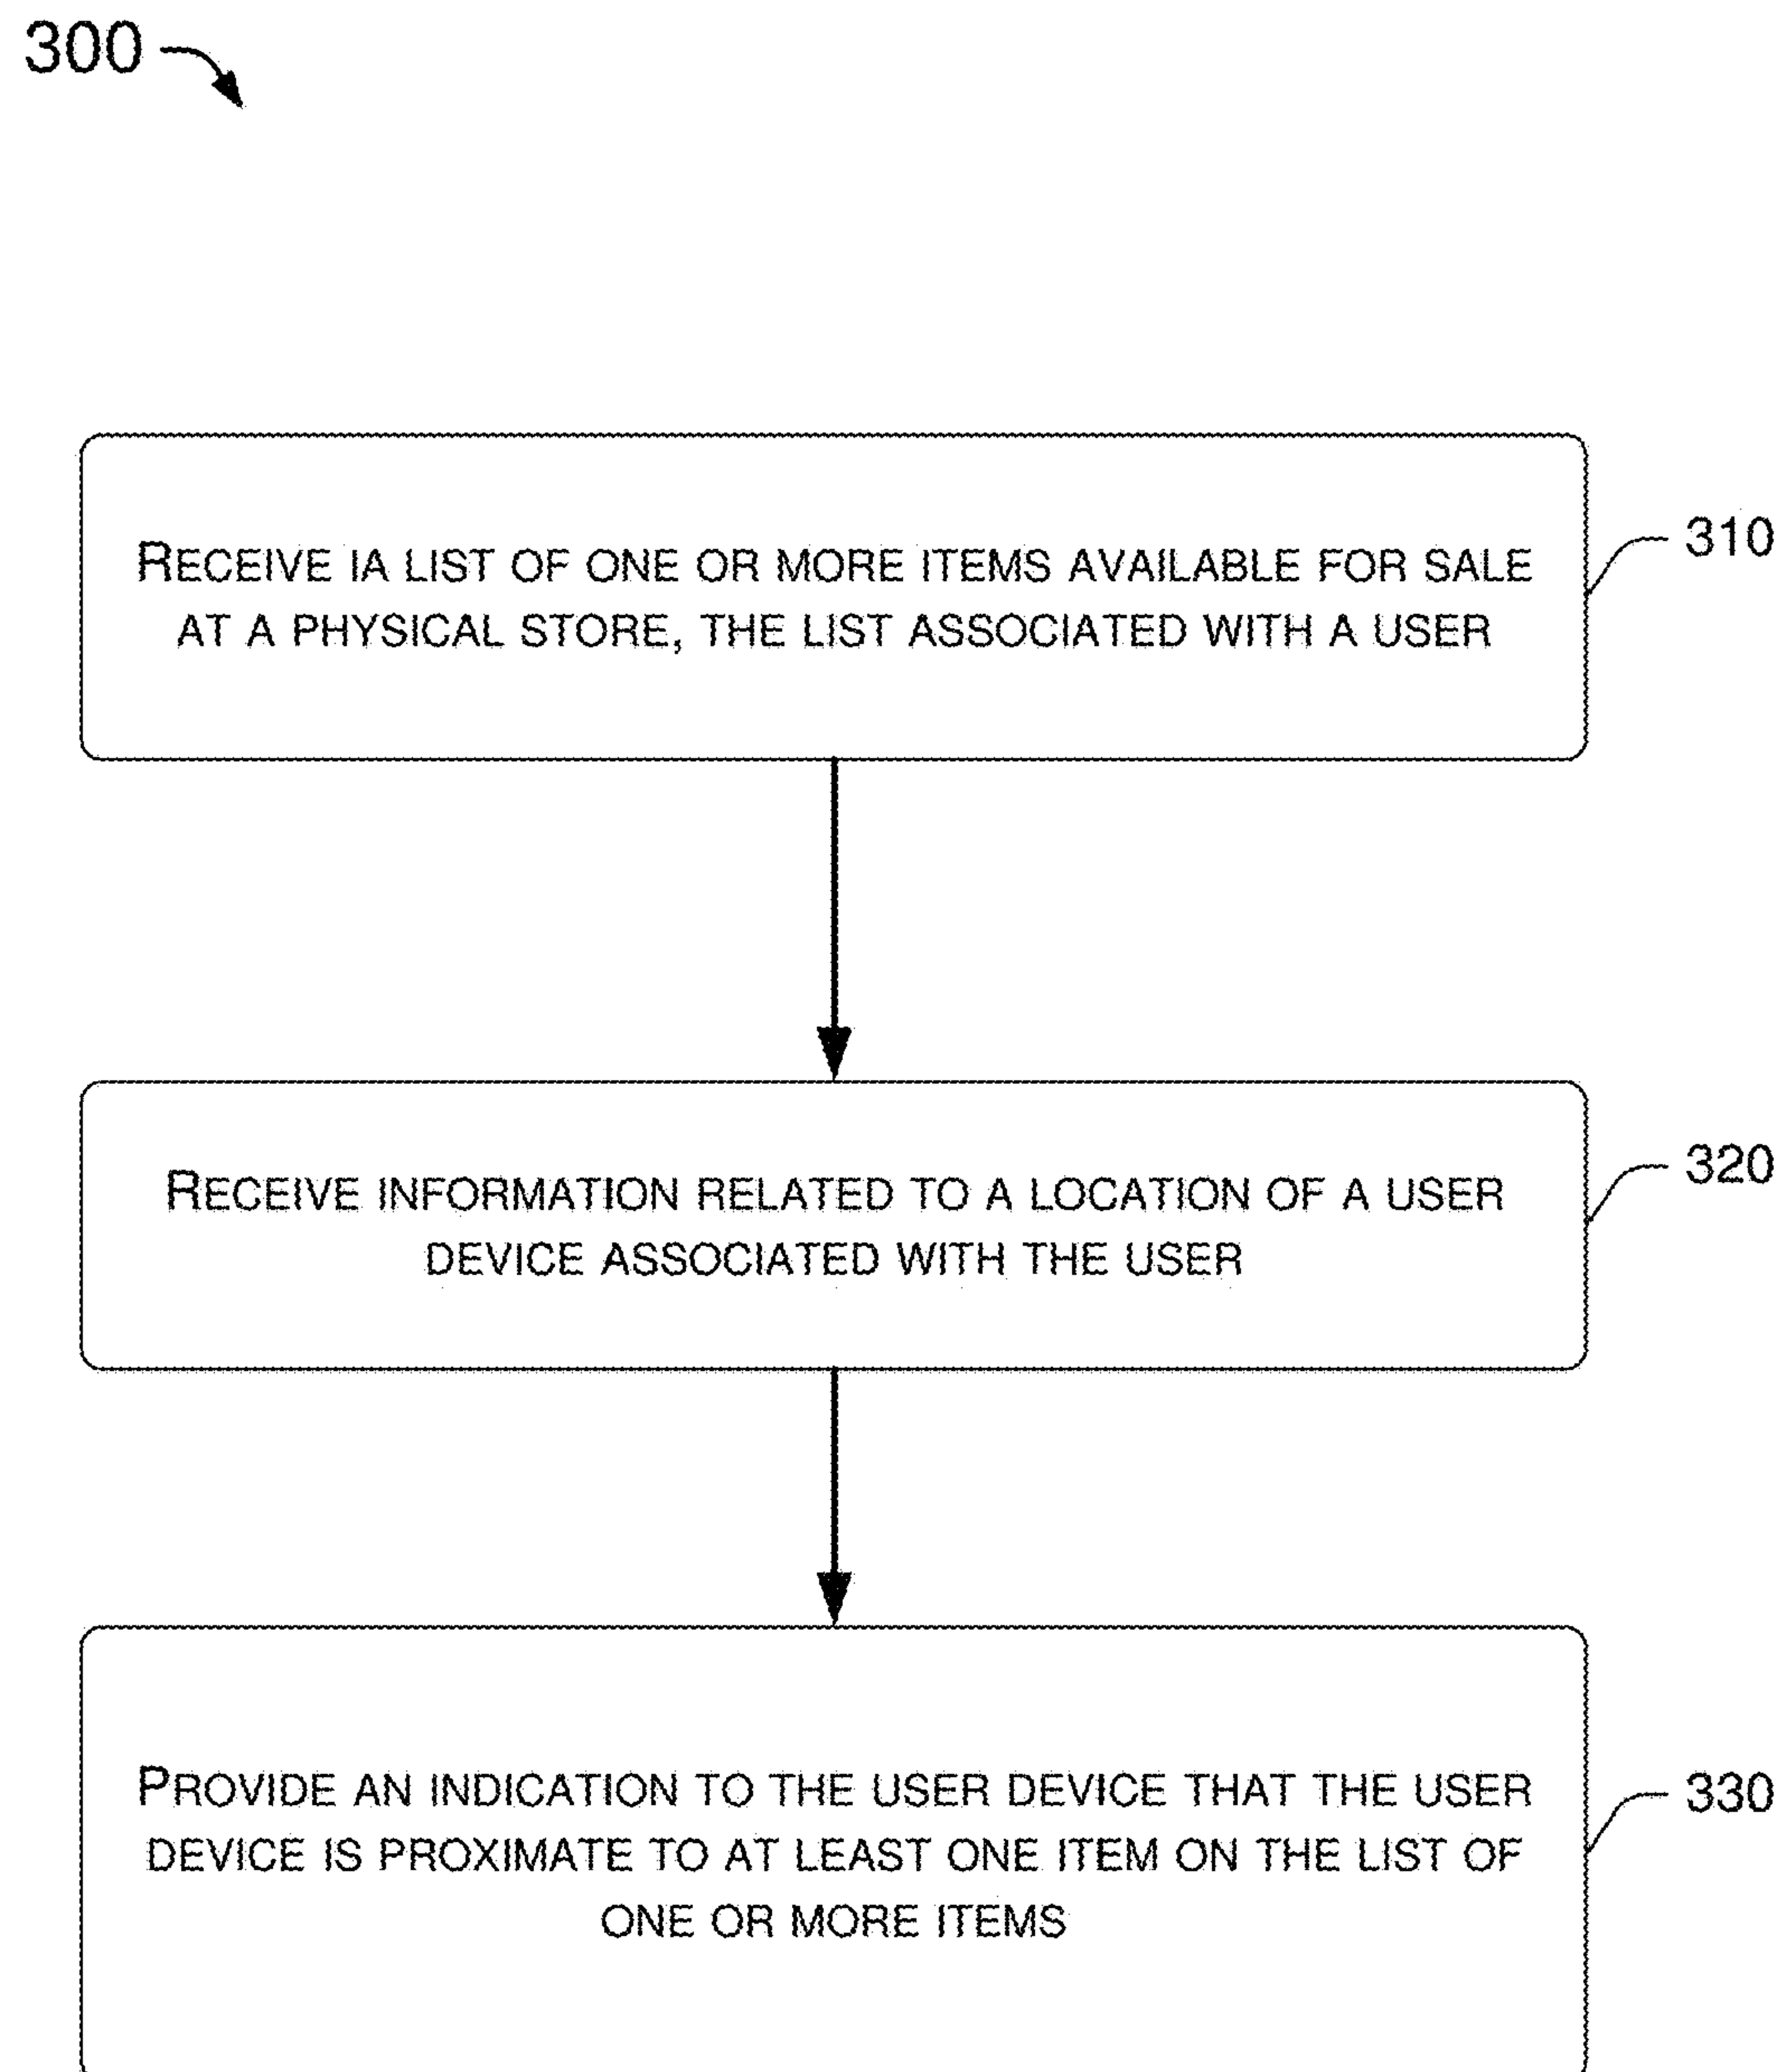 300
RECEIVE IA LIST OF ONE OR MORE ITEMS AVAILABLE FOR SALE
AT A PHYSICAL STORE, THE LIST ASSOCIATED WITH A USER
310
RECEIVE INFORMATION RELATED TO A LOCATION OF A USER
DEVICE ASSOCIATED WITH THE USER
320
PROVIDE AN INDICATION TO THE USER DEVICE THAT THE USER
DEVICE IS PROXIMATE TO AT LEAST ONE ITEM ON THE LIST OF
ONE OR MORE ITEMS
330